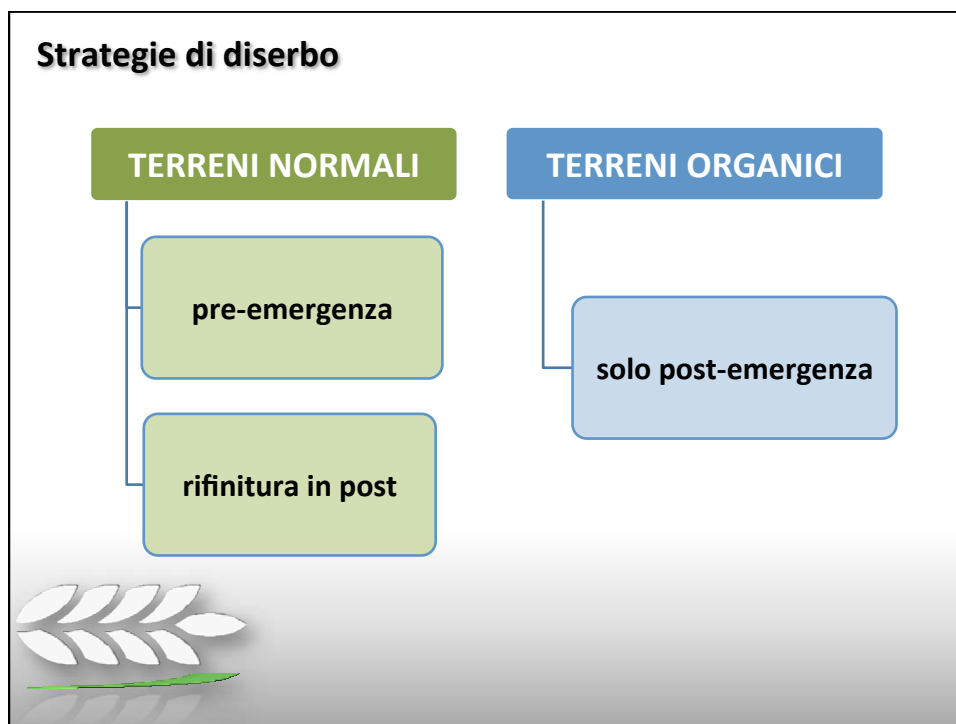 Strategie di diserbo
TERRENI NORMALI
pre-emergenza
rifinitura in post
TERRENI ORGANICI
solo post-emergenza